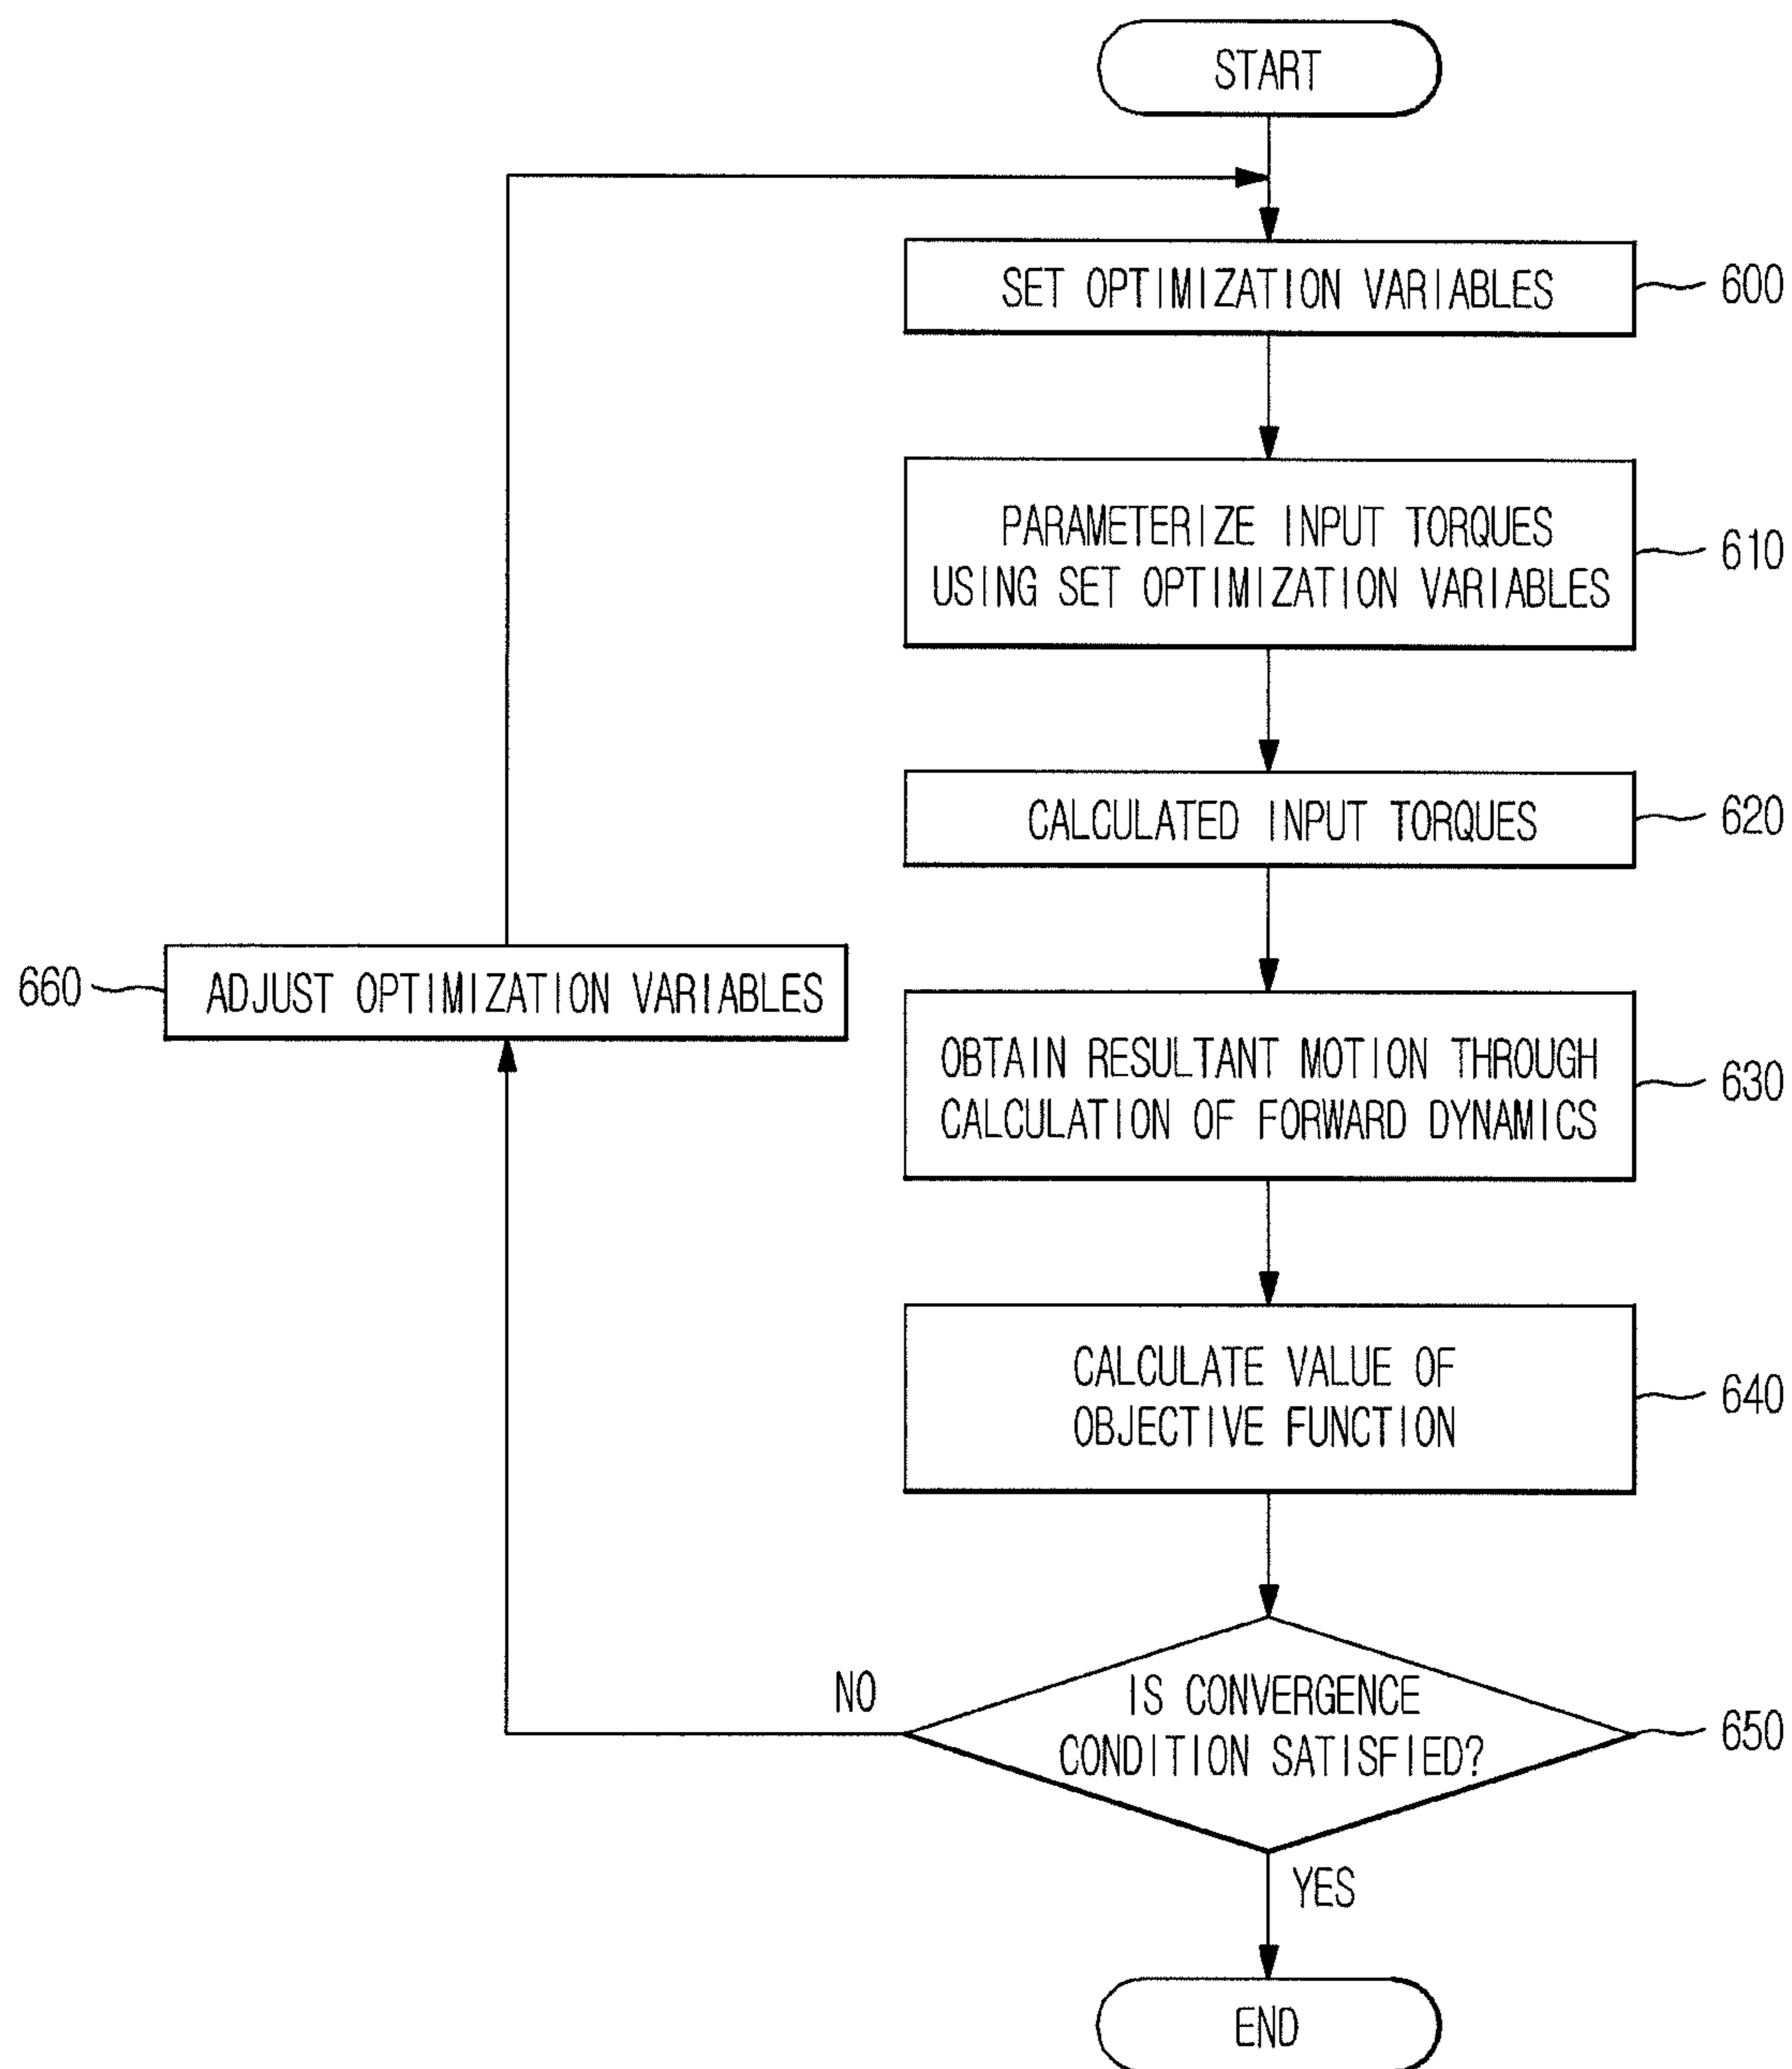 START
SET OPTIMIZATION VARIABLES
600
PARAMETERIZE INPUT TORQUES
USING SET OPTIMIZATION VARIABLES
610
CALCULATED INPUT TORQUES
620
660
ADJUST OPTIMIZATION VARIABLES
OBTAIN RESULTANT MOTION THROUGH
CALCULATION OF FORWARD DYNAMICS
630
CALCULATE VALUE OF
OBJECTIVE FUNCTION
640
NO
IS CONVERGENCE
CONDITION SATISFIED?
650
YES
END